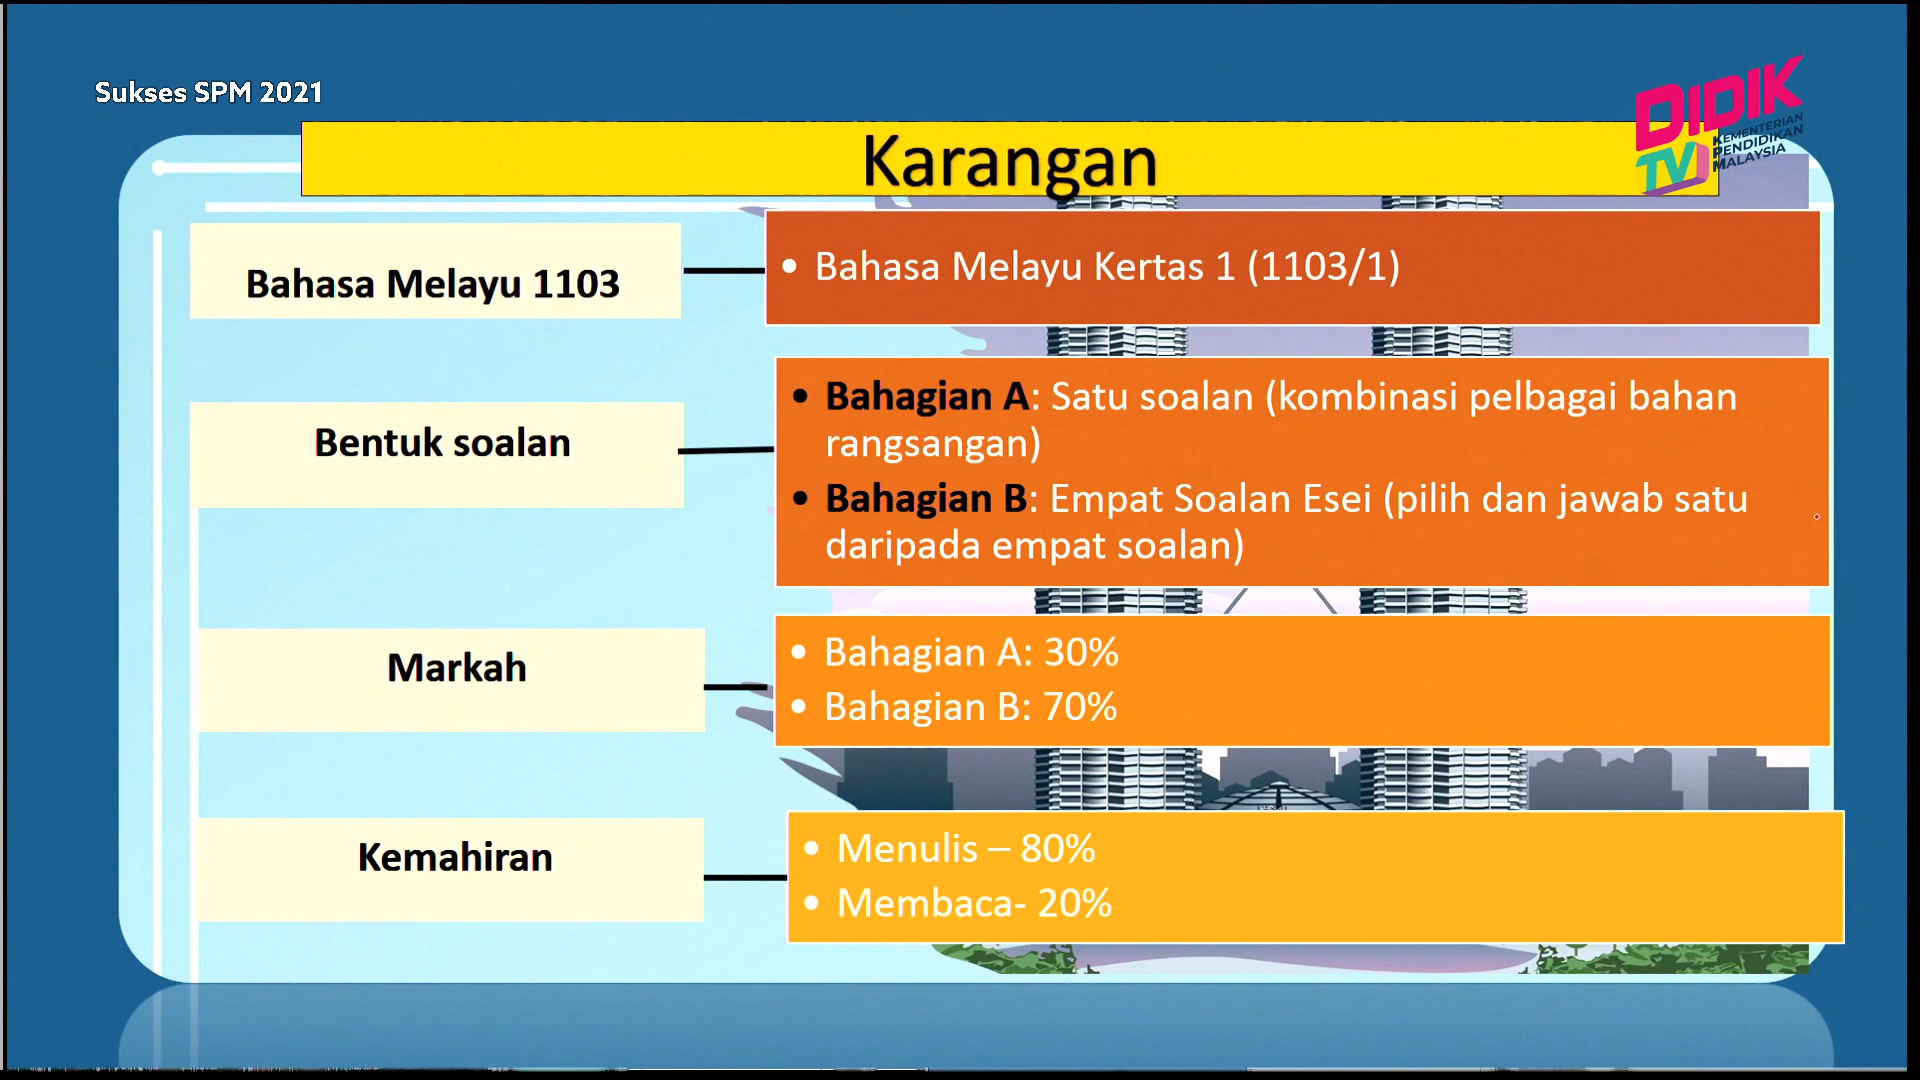 Sukses SPM 2021
DIDIK
TV
KEMENTERIAN
PENDIDIKAN
MALAYSIA
Karangan
Bahasa Melayu 1103
• Bahasa Melayu Kertas 1 (1103/1)
Bentuk soalan
• Bahagian A: Satu soalan (kombinasi pelbagai bahan
rangsangan)
• Bahagian B: Empat Soalan Esei (pilih dan jawab satu
daripada empat soalan)
Markah
• Bahagian A: 30%
• Bahagian B: 70%
Kemahiran
• Menulis – 80%
• Membaca- 20%